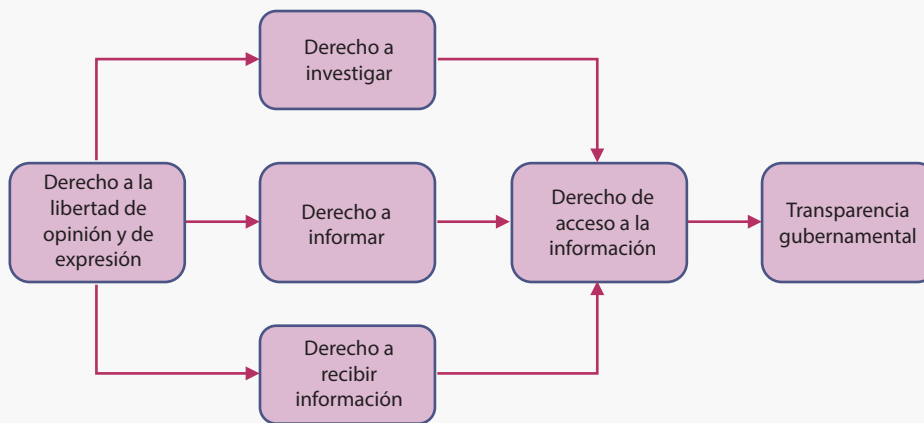 Derecho a
investigar
Derecho a la
libertad de
opinión y de
expresión
Derecho a
informar
Derecho de
acceso a la
información
Transparencia
gubernamental
Derecho a
recibir
información